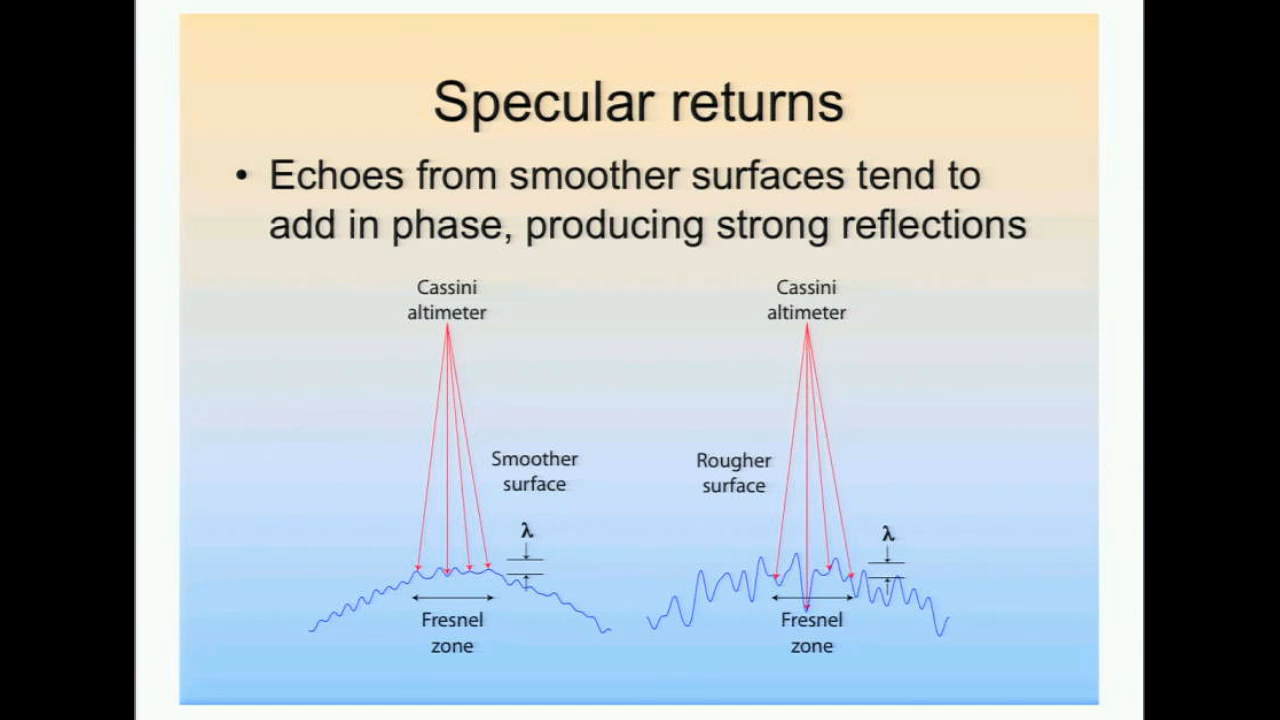 Specular returns
• Echoes from smoother surfaces tend to
add in phase, producing strong reflections
Cassini
altimeter
Smoother
surface
λ
Fresnel
zone
Cassini
altimeter
Rougher
surface
λ
Fresnel
zone